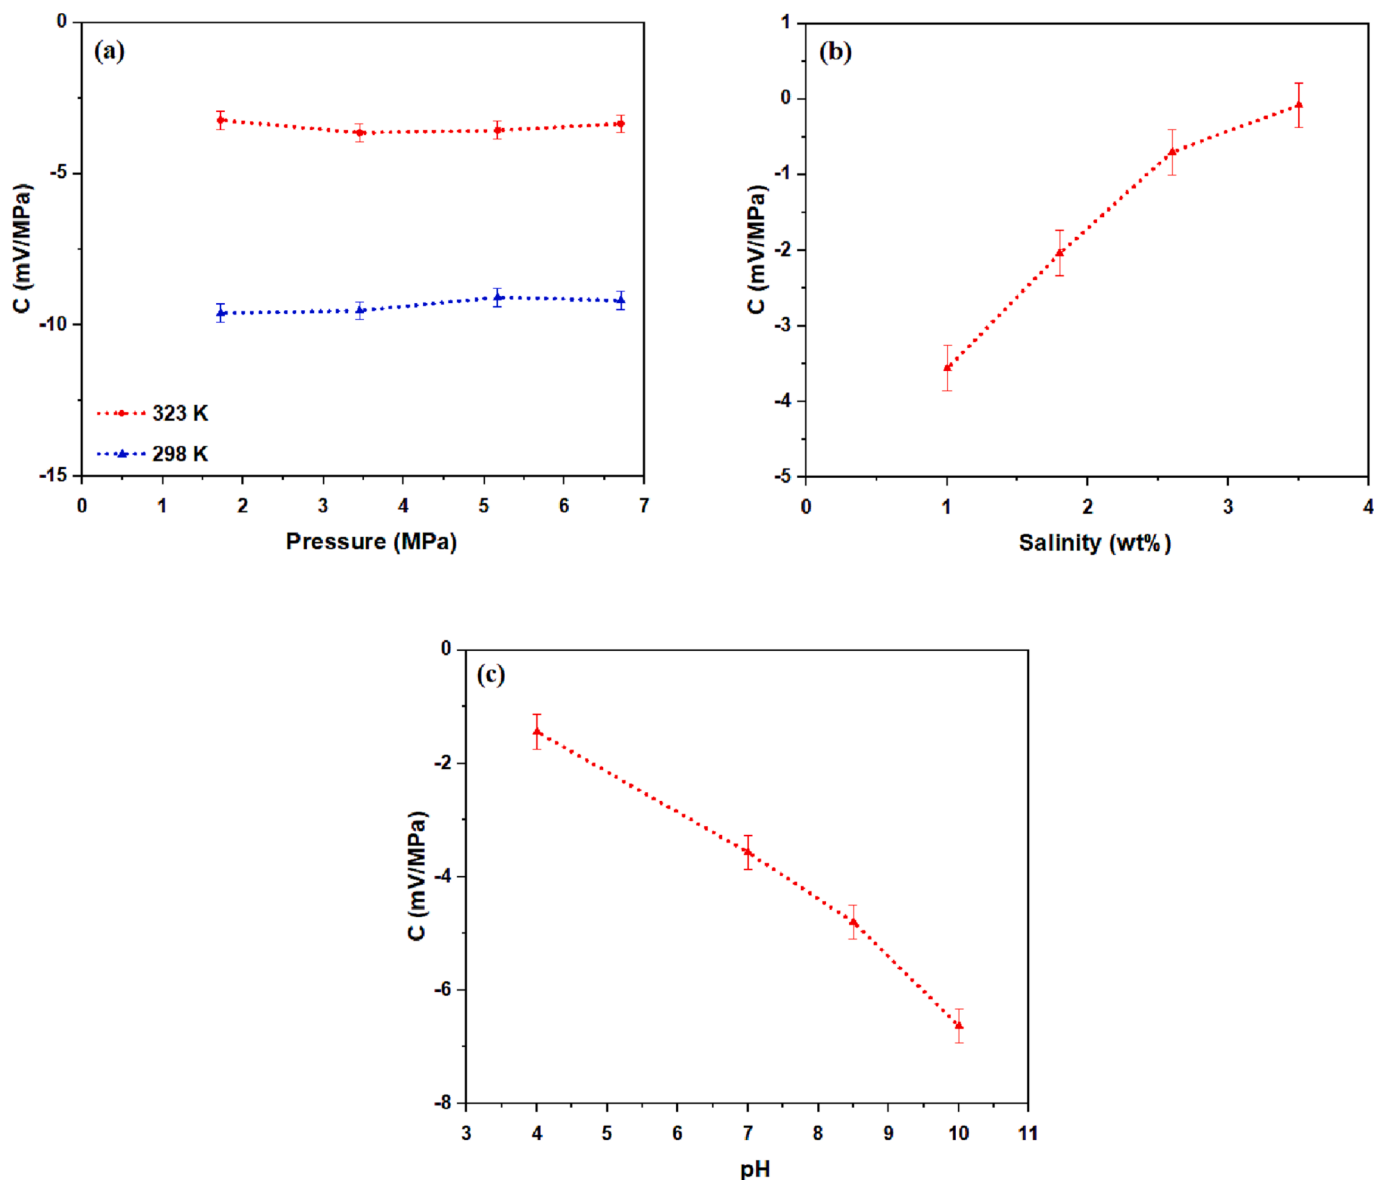 (a)
0
-5
-10
-15
C (mV/MPa)
323 K
298 K
0 1 2 3 4 5 6 7
Pressure (MPa)
(b)
1
0
-1
-2
-3
-4
-5
C (mV/MPa)
0 1 2 3 4
Salinity (wt%)
(c)
0
-2
-4
-6
-8
C (mV/MPa)
3 4 5 6 7 8 9 10 11
pH